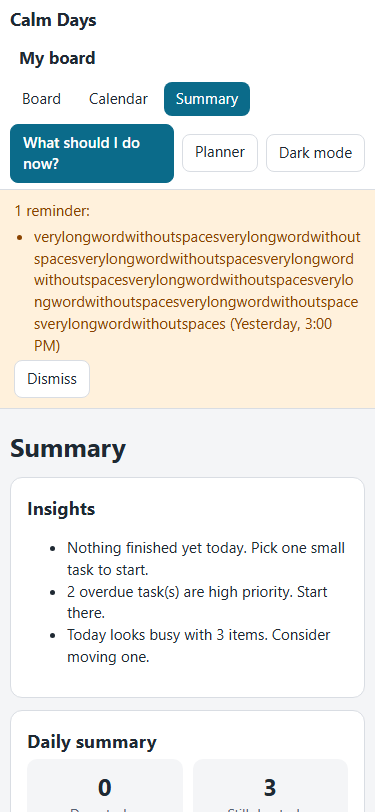 Calm Days
My board
Board Calendar Summary
What should I do
now?
Planner Dark mode
1 reminder:
• verylongwordwithoutspacesverylongwordwithout
spacesverylongwordwithoutspacesverylongword
withoutspacesverylongwordwithoutspacesverylo
ngwordwithoutspacesverylongwordwithoutspace
sverylongwordwithoutspaces (Yesterday, 3:00
PM)
Dismiss
Summary
Insights
• Nothing finished yet today. Pick one small
task to start.
• 2 overdue task(s) are high priority. Start
there.
• Today looks busy with 3 items. Consider
moving one.
Daily summary
0 3